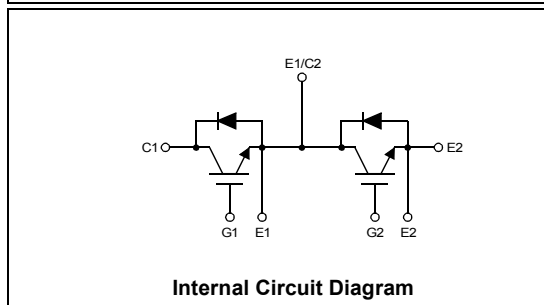 E1/C2
C1
E2
G1 E1 G2 E2
Internal Circuit Diagram